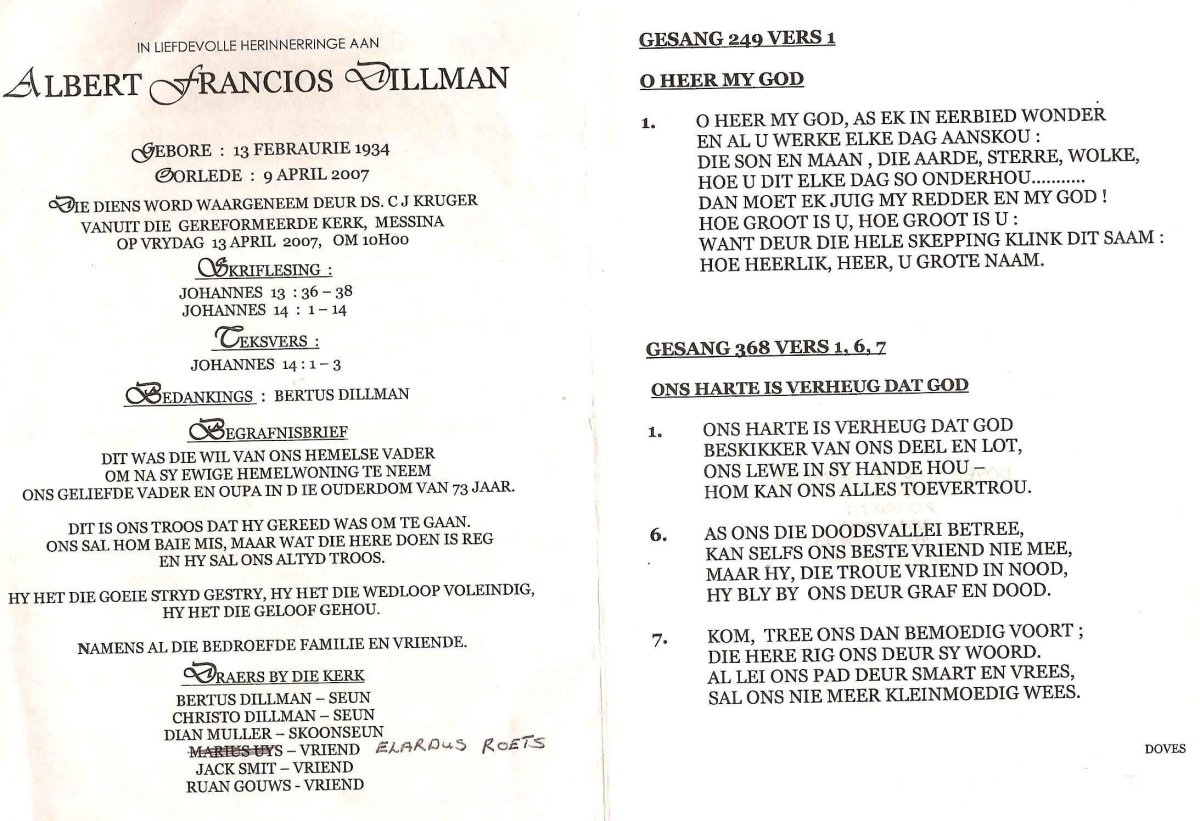 IN LIEFDEVOLLE HERINNERRINGE AAN
ALBERT FRANCIOS DILLMAN
GEBORE : 13 FEBRAURIE 1934
OORLEDE : 9 APRIL 2007
DIE DIENS WORD WAARGENEEM DEUR DS. C J KRUGER
VANUIT DIE GEREFORMEERDE KERK, MESSINA
OP VRYDAG 13 APRIL 2007, OM 10H00
SKRIFLESING :
JOHANNES 13 : 36 – 38
JOHANNES 14 : 1 – 14
TEKSVERS :
JOHANNES 14 : 1 – 3
BEDANKINGS : BERTUS DILLMAN
BEGRAFNISBRIEF
DIT WAS DIE WIL VAN ONS HEMELSE VADER
OM NA SY EWIGE HEMELWONING TE NEEM
ONS GELIEFDE VADER EN OUPA IN D IE OUDERDOM VAN 73 JAAR.
DIT IS ONS TROOS DAT HY GEREED WAS OM TE GAAN.
ONS SAL HOM BAIE MIS, MAAR WAT DIE HERE DOEN IS REG
EN HY SAL ONS ALTYD TROOS.
HY HET DIE GOEIE STRYD GESTRY, HY HET DIE WEDLOOP VOLEINDIG,
HY HET DIE GELOOF GEHOU.
NAMENS AL DIE BEDROEFDE FAMILIE EN VRIENDE.
DRAERS BY DIE KERK
BERTUS DILLMAN – SEUN
CHRISTO DILLMAN – SEUN
DIAN MULLER – SKOONSEUN
MARIUS UYS – VRIEND ELARDUS ROETS
JACK SMIT – VRIEND
RUAN GOUWS - VRIEND
GESANG 249 VERS 1
O HEER MY GOD
1. O HEER MY GOD, AS EK IN EERBIED WONDER
EN AL U WERKE ELKE DAG AANSKOU :
DIE SON EN MAAN , DIE AARDE, STERRE, WOLKE,
HOE U DIT ELKE DAG SO ONDERHOU...........
DAN MOET EK JUIG MY REDDER EN MY GOD !
HOE GROOT IS U, HOE GROOT IS U :
WANT DEUR DIE HELE SKEPPING KLINK DIT SAAM :
HOE HEERLIK, HEER, U GROTE NAAM.
GESANG 368 VERS 1, 6, 7
ONS HARTE IS VERHEUG DAT GOD
1. ONS HARTE IS VERHEUG DAT GOD
BESKIKKER VAN ONS DEEL EN LOT,
ONS LEWE IN SY HANDE HOU –
HOM KAN ONS ALLES TOEVERTROU.
6. AS ONS DIE DOODSVALLEI BETREE,
KAN SELFS ONS BESTE VRIEND NIE MEE,
MAAR HY, DIE TROUE VRIEND IN NOOD,
HY BLY BY ONS DEUR GRAF EN DOOD.
7. KOM, TREE ONS DAN BEMOEDIG VOORT ;
DIE HERE RIG ONS DEUR SY WOORD.
AL LEI ONS PAD DEUR SMART EN VREES,
SAL ONS NIE MEER KLEINMOEDIG WEES.
DOVES